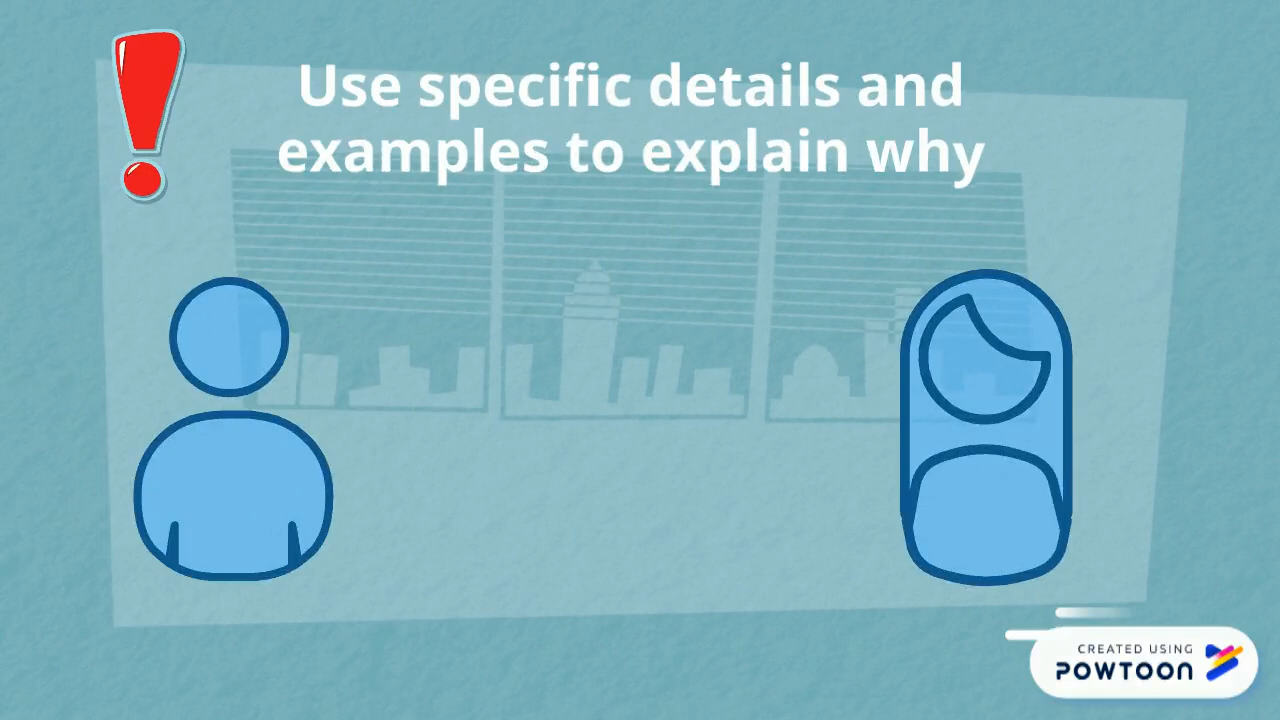 Use specific details and
examples to explain why
CREATED USING
POWTOON